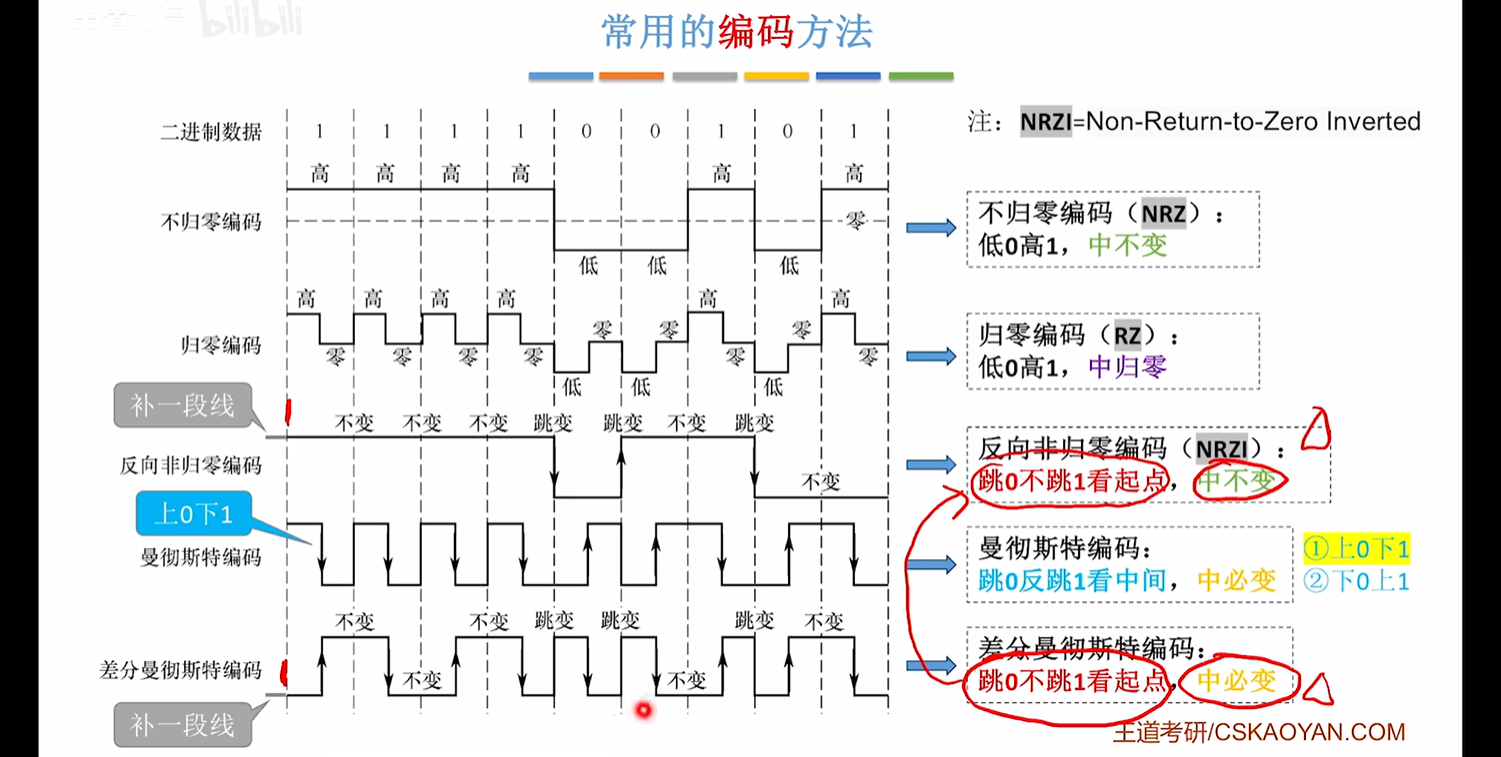 bilibili
常用的编码方法
二进制数据 1 1 1 1 0 0 1 0 1
注：NRZI=Non-Return-to-Zero Inverted
高 高 高 高 高 高
不归零编码 零
低 低 低
不归零编码（NRZ）：
低0高1，中不变
高 高 高 高 高 高
零 零 零
归零编码
零 零 零 零 零 零
低 低 低
归零编码（RZ）：
低0高1，中归零
补一段线
不变 不变 不变 跳变 跳变 不变 跳变
反向非归零编码
不变
反向非归零编码（NRZI）：
跳0不跳1看起点，中不变
上0下1
曼彻斯特编码
曼彻斯特编码：
跳0反跳1看中间，中必变
①上0下1
②下0上1
不变 不变 跳变 跳变 跳变 不变
差分曼彻斯特编码
不变 不变
补一段线
差分曼彻斯特编码：
跳0不跳1看起点，中必变
王道考研/CSKAOYAN.COM